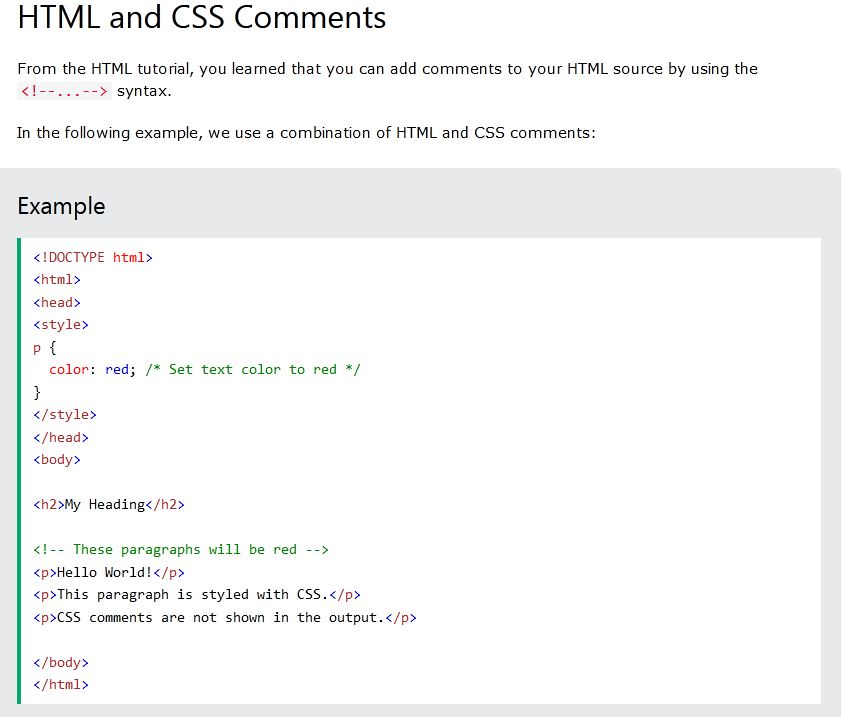 HTML and CSS Comments
From the HTML tutorial, you learned that you can add comments to your HTML source by using the
<!--...--> syntax.
In the following example, we use a combination of HTML and CSS comments:
Example
<!DOCTYPE html>
<html>
<head>
<style>
p {
  color: red; /* Set text color to red */
}
</style>
</head>
<body>
<h2>My Heading</h2>
<!-- These paragraphs will be red -->
<p>Hello World!</p>
<p>This paragraph is styled with CSS.</p>
<p>CSS comments are not shown in the output.</p>
</body>
</html>